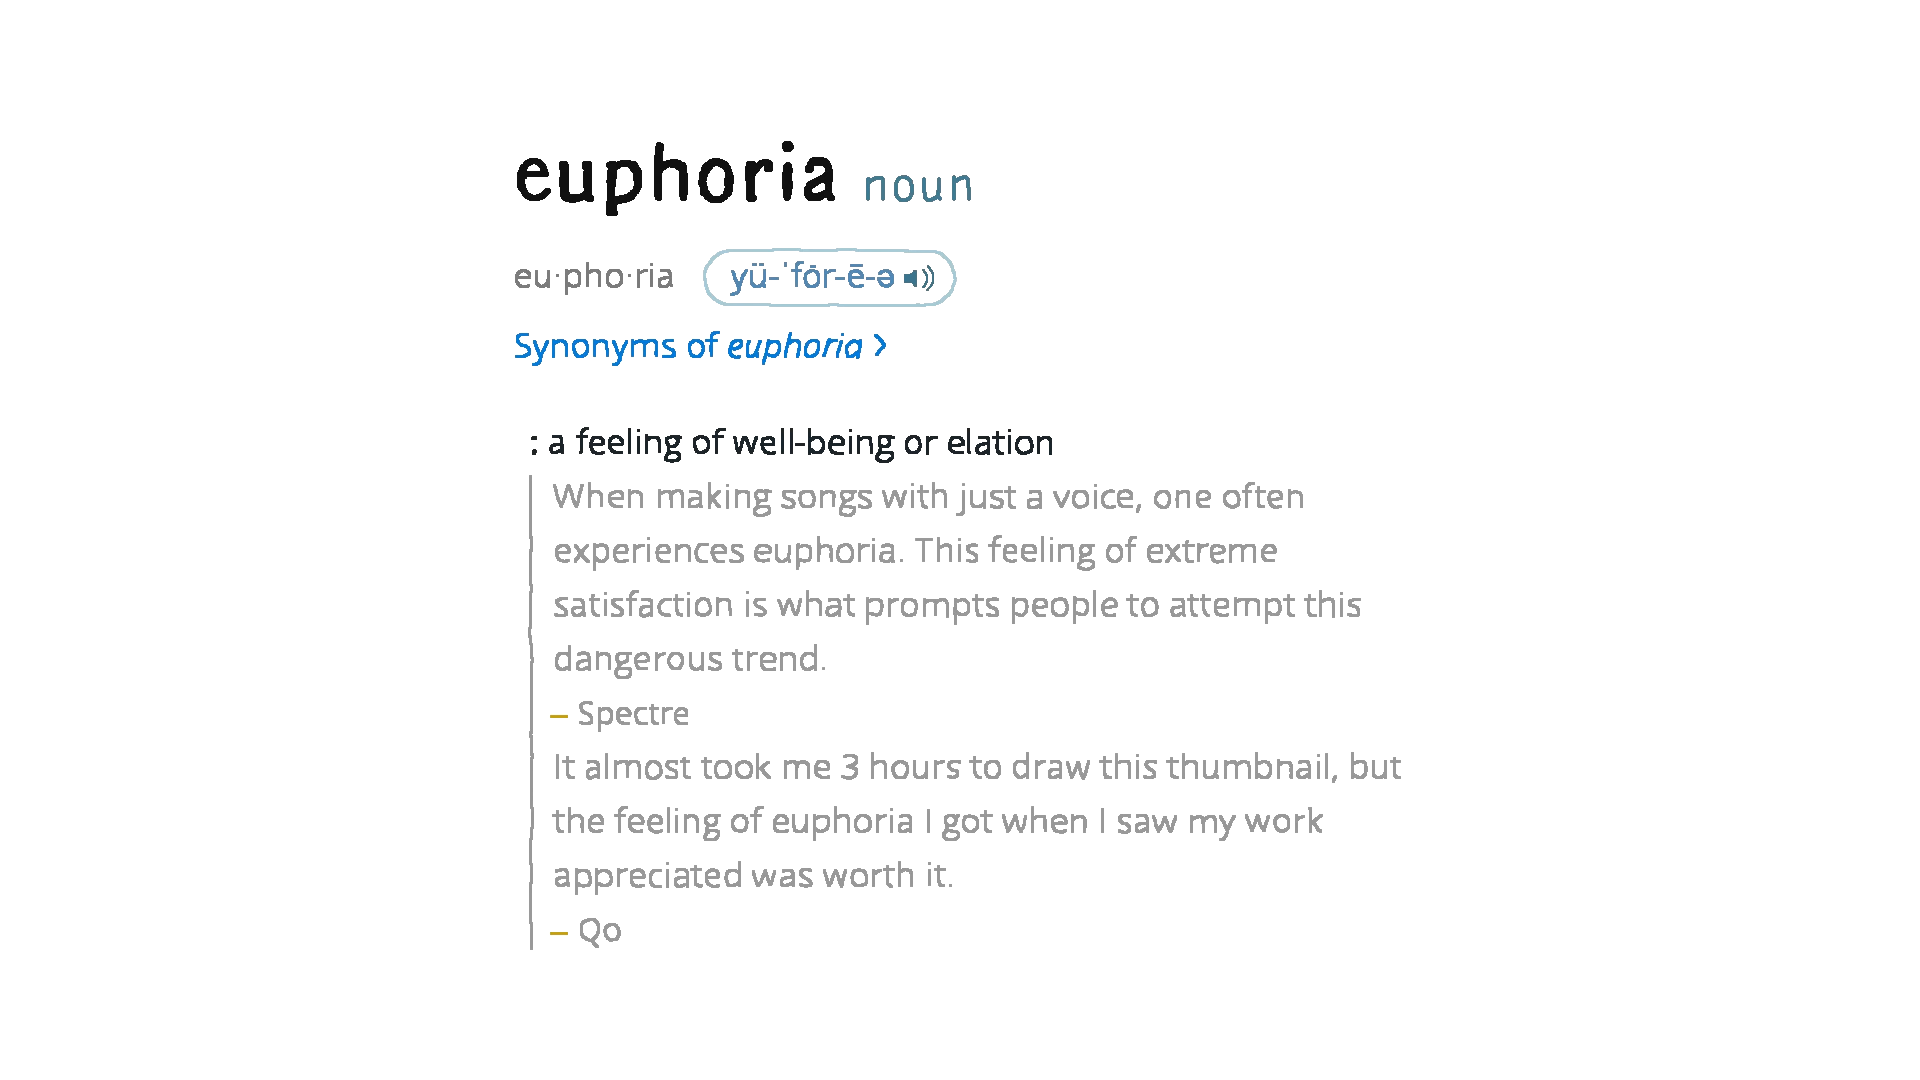 euphoria noun
eu·pho·ria yü-ˈfȯr-ē-ə
Synonyms of euphoria >
: a feeling of well-being or elation
When making songs with just a voice, one often
experiences euphoria. This feeling of extreme
satisfaction is what prompts people to attempt this
dangerous trend.
– Spectre
It almost took me 3 hours to draw this thumbnail, but
the feeling of euphoria I got when I saw my work
appreciated was worth it.
– Qo